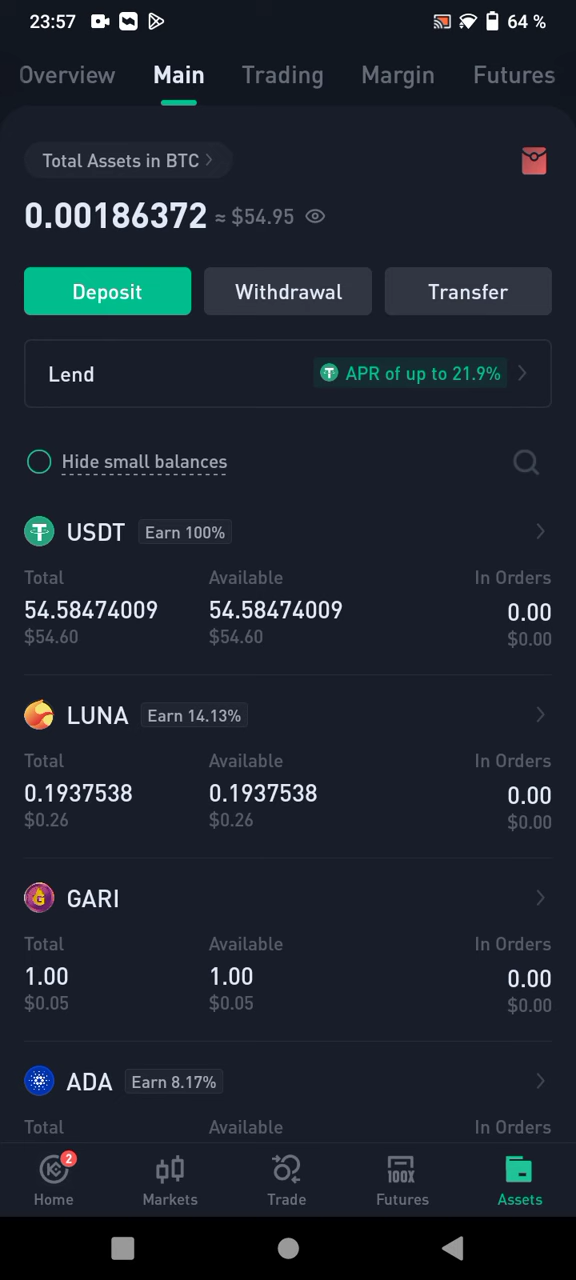 23:57 64 %
Overview Main Trading Margin Futures
Total Assets in BTC
0.00186372 ≈ $54.95
Deposit Withdrawal Transfer
Lend APR of up to 21.9%
Hide small balances
USDT Earn 100%
Total Available In Orders
54.58474009 54.58474009 0.00
$54.60 $54.60 $0.00
LUNA Earn 14.13%
Total Available In Orders
0.1937538 0.1937538 0.00
$0.26 $0.26 $0.00
GARI
Total Available In Orders
1.00 1.00 0.00
$0.05 $0.05 $0.00
ADA Earn 8.17%
Total Available In Orders
2
100X
Home Markets Trade Futures Assets